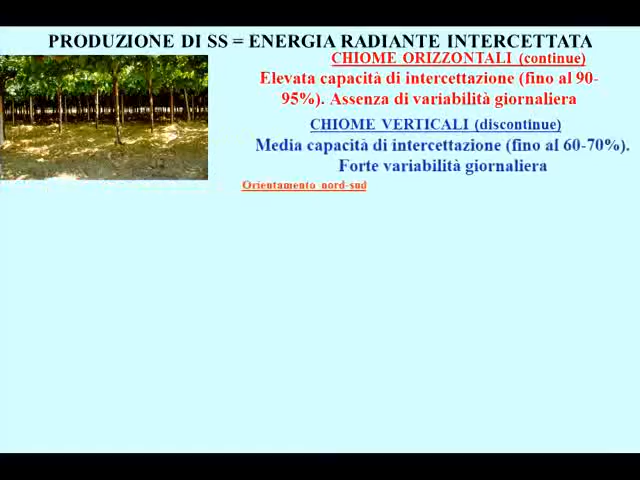 PRODUZIONE DI SS = ENERGIA RADIANTE INTERCETTATA
CHIOME ORIZZONTALI (continue)
Elevata capacità di intercettazione (fino al 90-
95%). Assenza di variabilità giornaliera
CHIOME VERTICALI (discontinue)
Media capacità di intercettazione (fino al 60-70%).
Forte variabilità giornaliera
Orientamento nord-sud